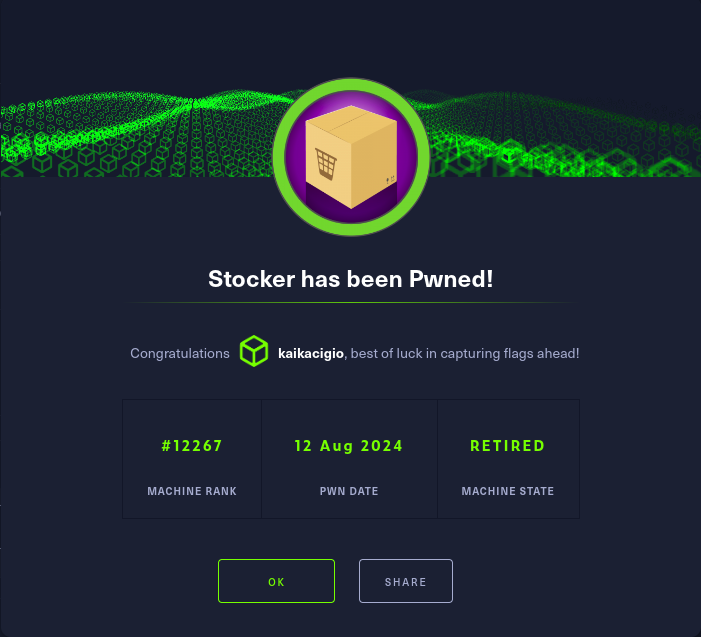 Stocker has been Pwned!
Congratulations kaikacigio, best of luck in capturing flags ahead!
#12267 12 Aug 2024 RETIRED
MACHINE RANK PWN DATE MACHINE STATE
OK SHARE